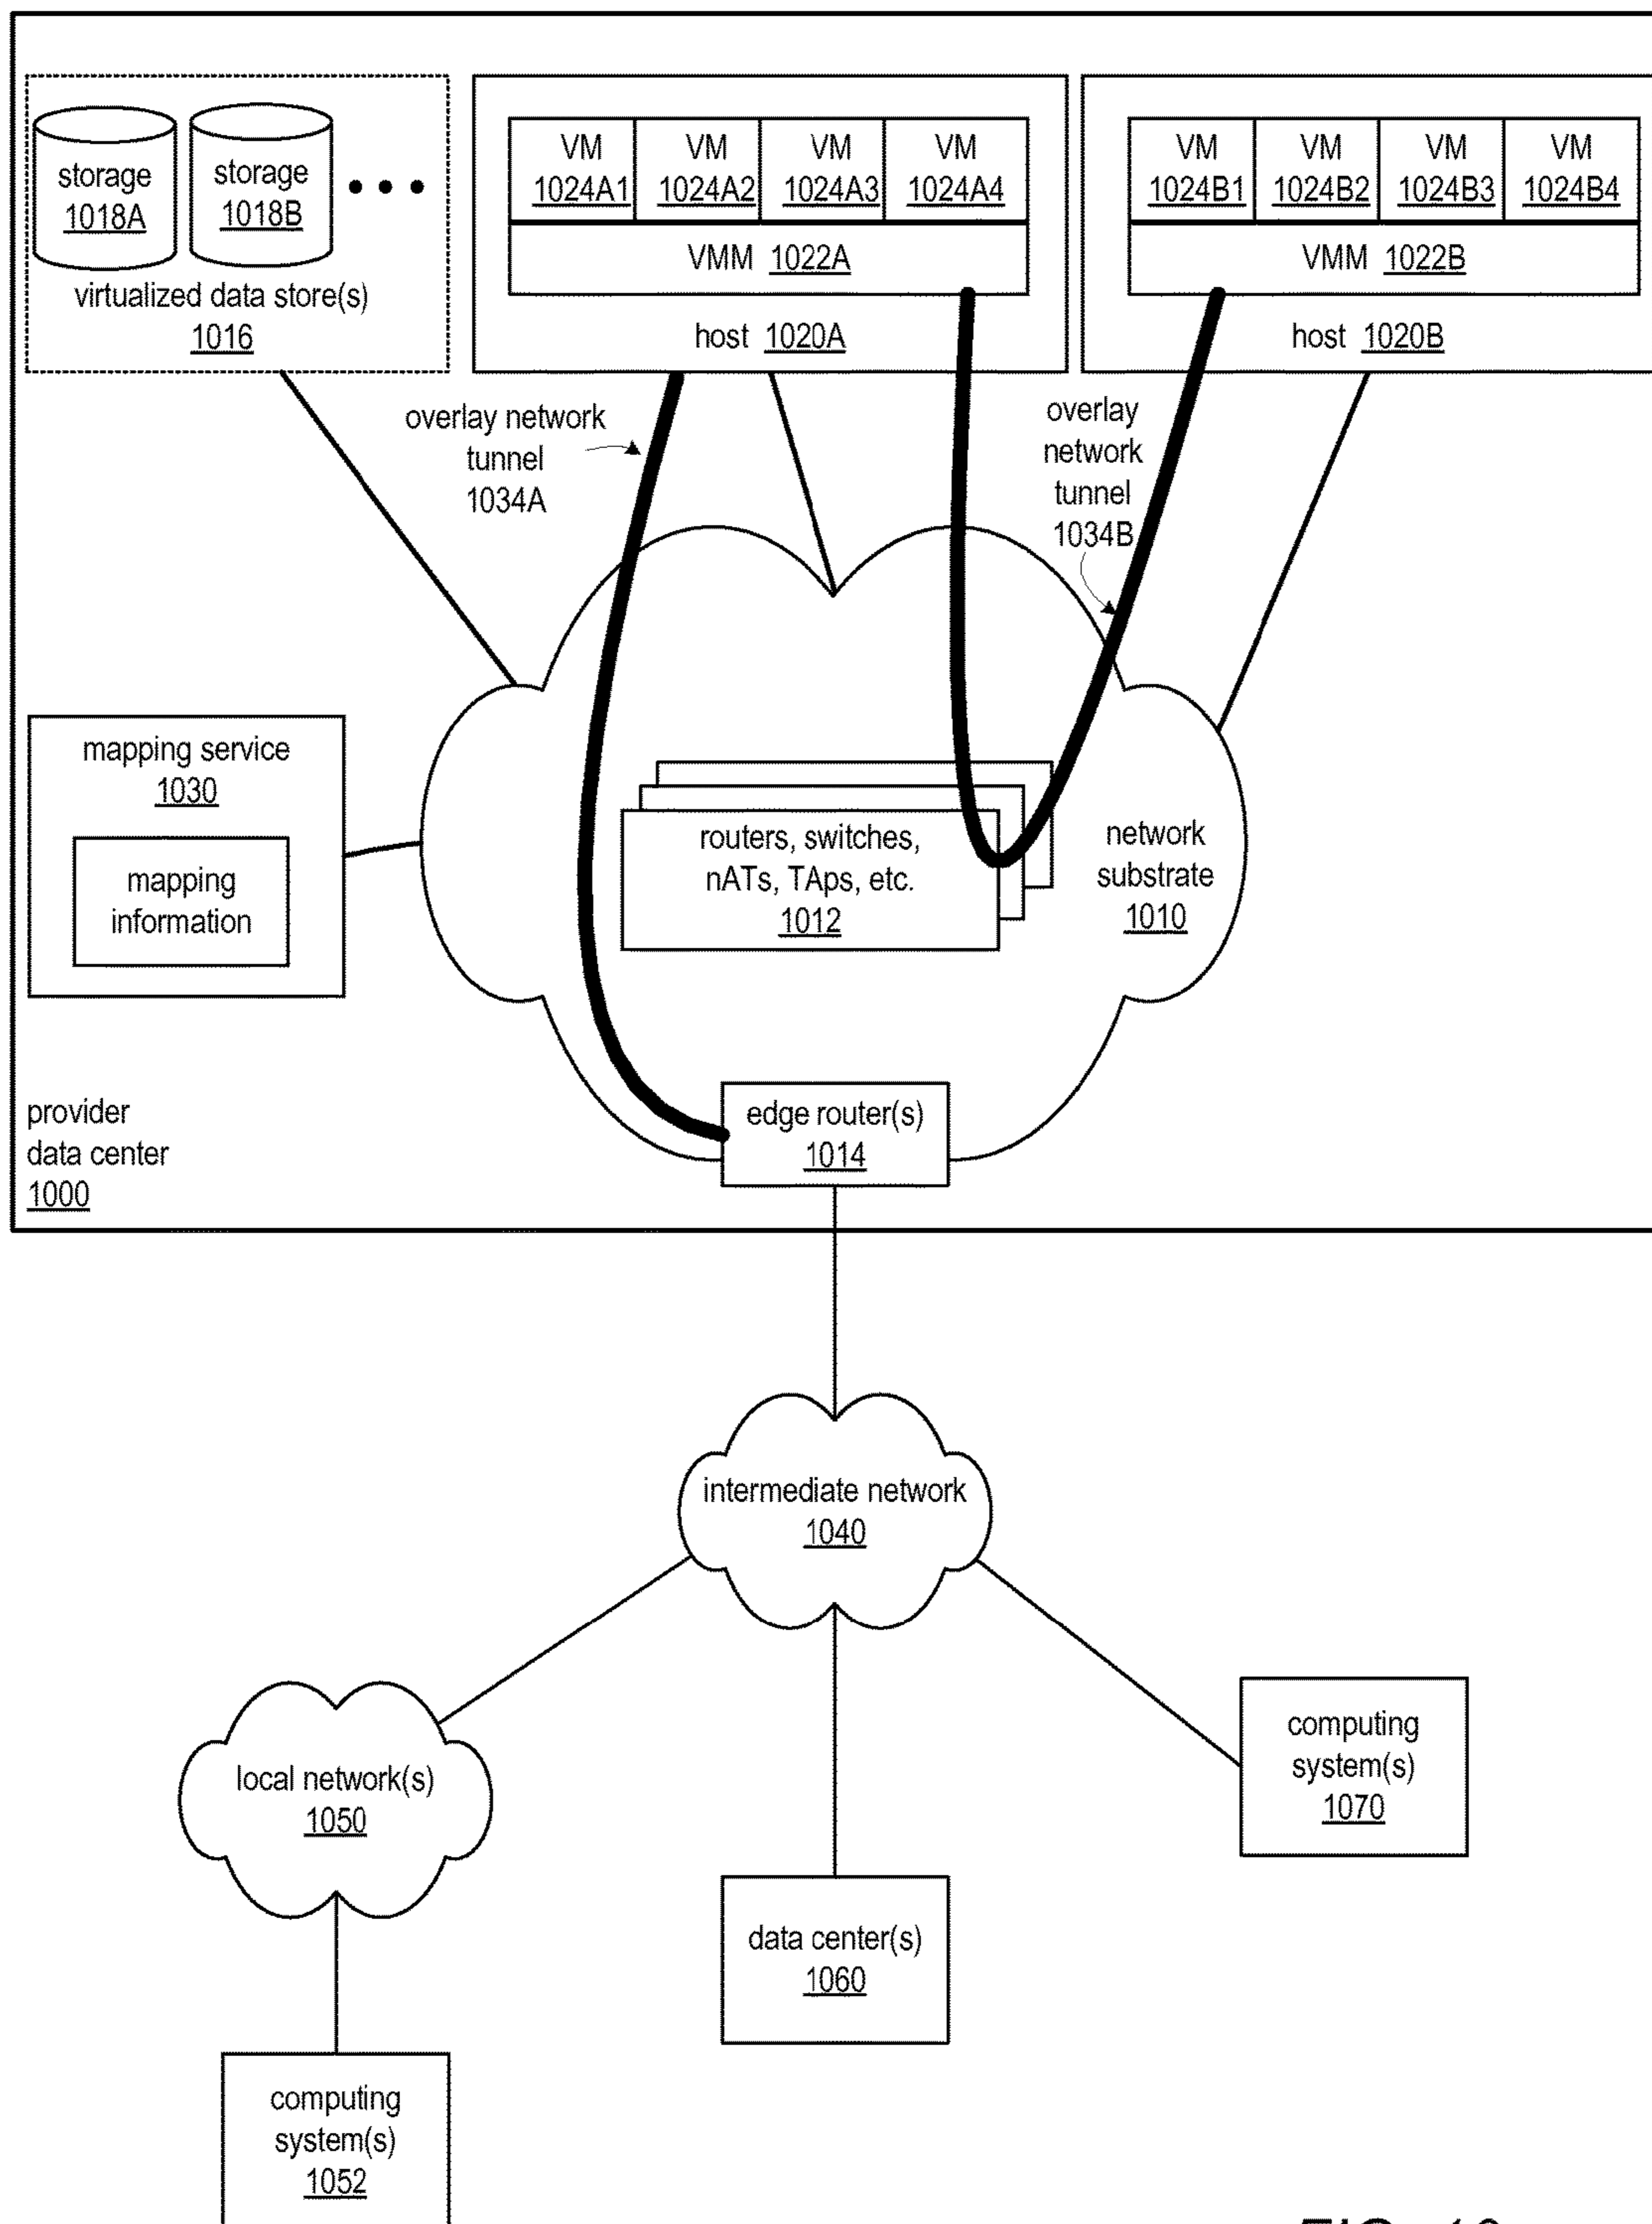 storage
1018A
storage
1018B
virtualized data store(s)
1016
VM
1024A1
VM
1024A2
VM
1024A3
VM
1024A4
VMM 1022A
host 1020A
VM
1024B1
VM
1024B2
VM
1024B3
VM
1024B4
VMM 1022B
host 1020B
overlay network
tunnel
1034A
overlay
network
tunnel
1034B
mapping service
1030
mapping
information
routers, switches,
nATs, TAps, etc.
1012
network
substrate
1010
provider
data center
1000
edge router(s)
1014
intermediate network
1040
local network(s)
1050
computing
system(s)
1070
data center(s)
1060
computing
system(s)
1052